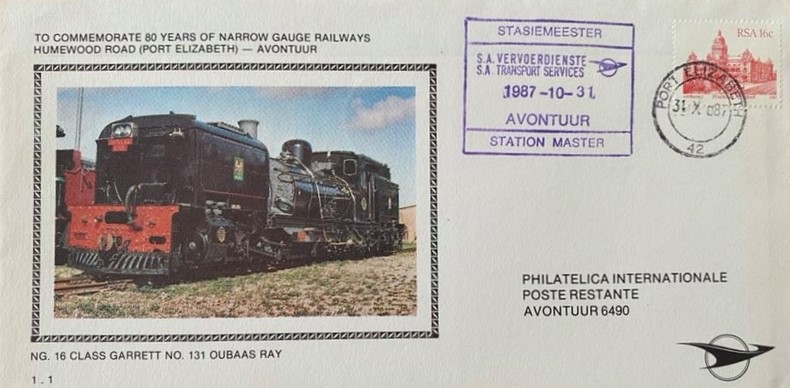 TO COMMEMORATE 80 YEARS OF NARROW GAUGE RAILWAYS
HUMEWOOD ROAD (PORT ELIZABETH) — AVONTUUR
STASIEMEESTER
S.A. VERVOERDIENSTE
S.A. TRANSPORT SERVICES
1987-10-31
AVONTUUR
STATION MASTER
RSA 16c
PORT ELIZABETH
31 X 087
42
PHILATELICA INTERNATIONALE
POSTE RESTANTE
AVONTUUR 6490
NG. 16 CLASS GARRETT NO. 131 OUBAAS RAY
1 . 1